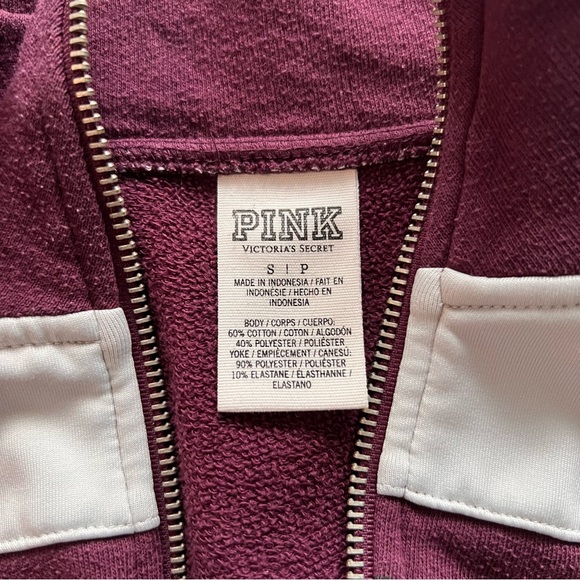 PINK
VICTORIA'S SECRET
S | P
MADE IN INDONESIA / FAIT EN
INDONÉSIE / HECHO EN
INDONESIA
BODY / CORPS / CUERPO:
60% COTTON / COTON / ALGODÓN
40% POLYESTER / POLIÉSTER
YOKE / EMPIÈCEMENT / CANESÚ:
90% POLYESTER / POLIÉSTER
10% ELASTANE / ÉLASTHANNE /
ELASTANO